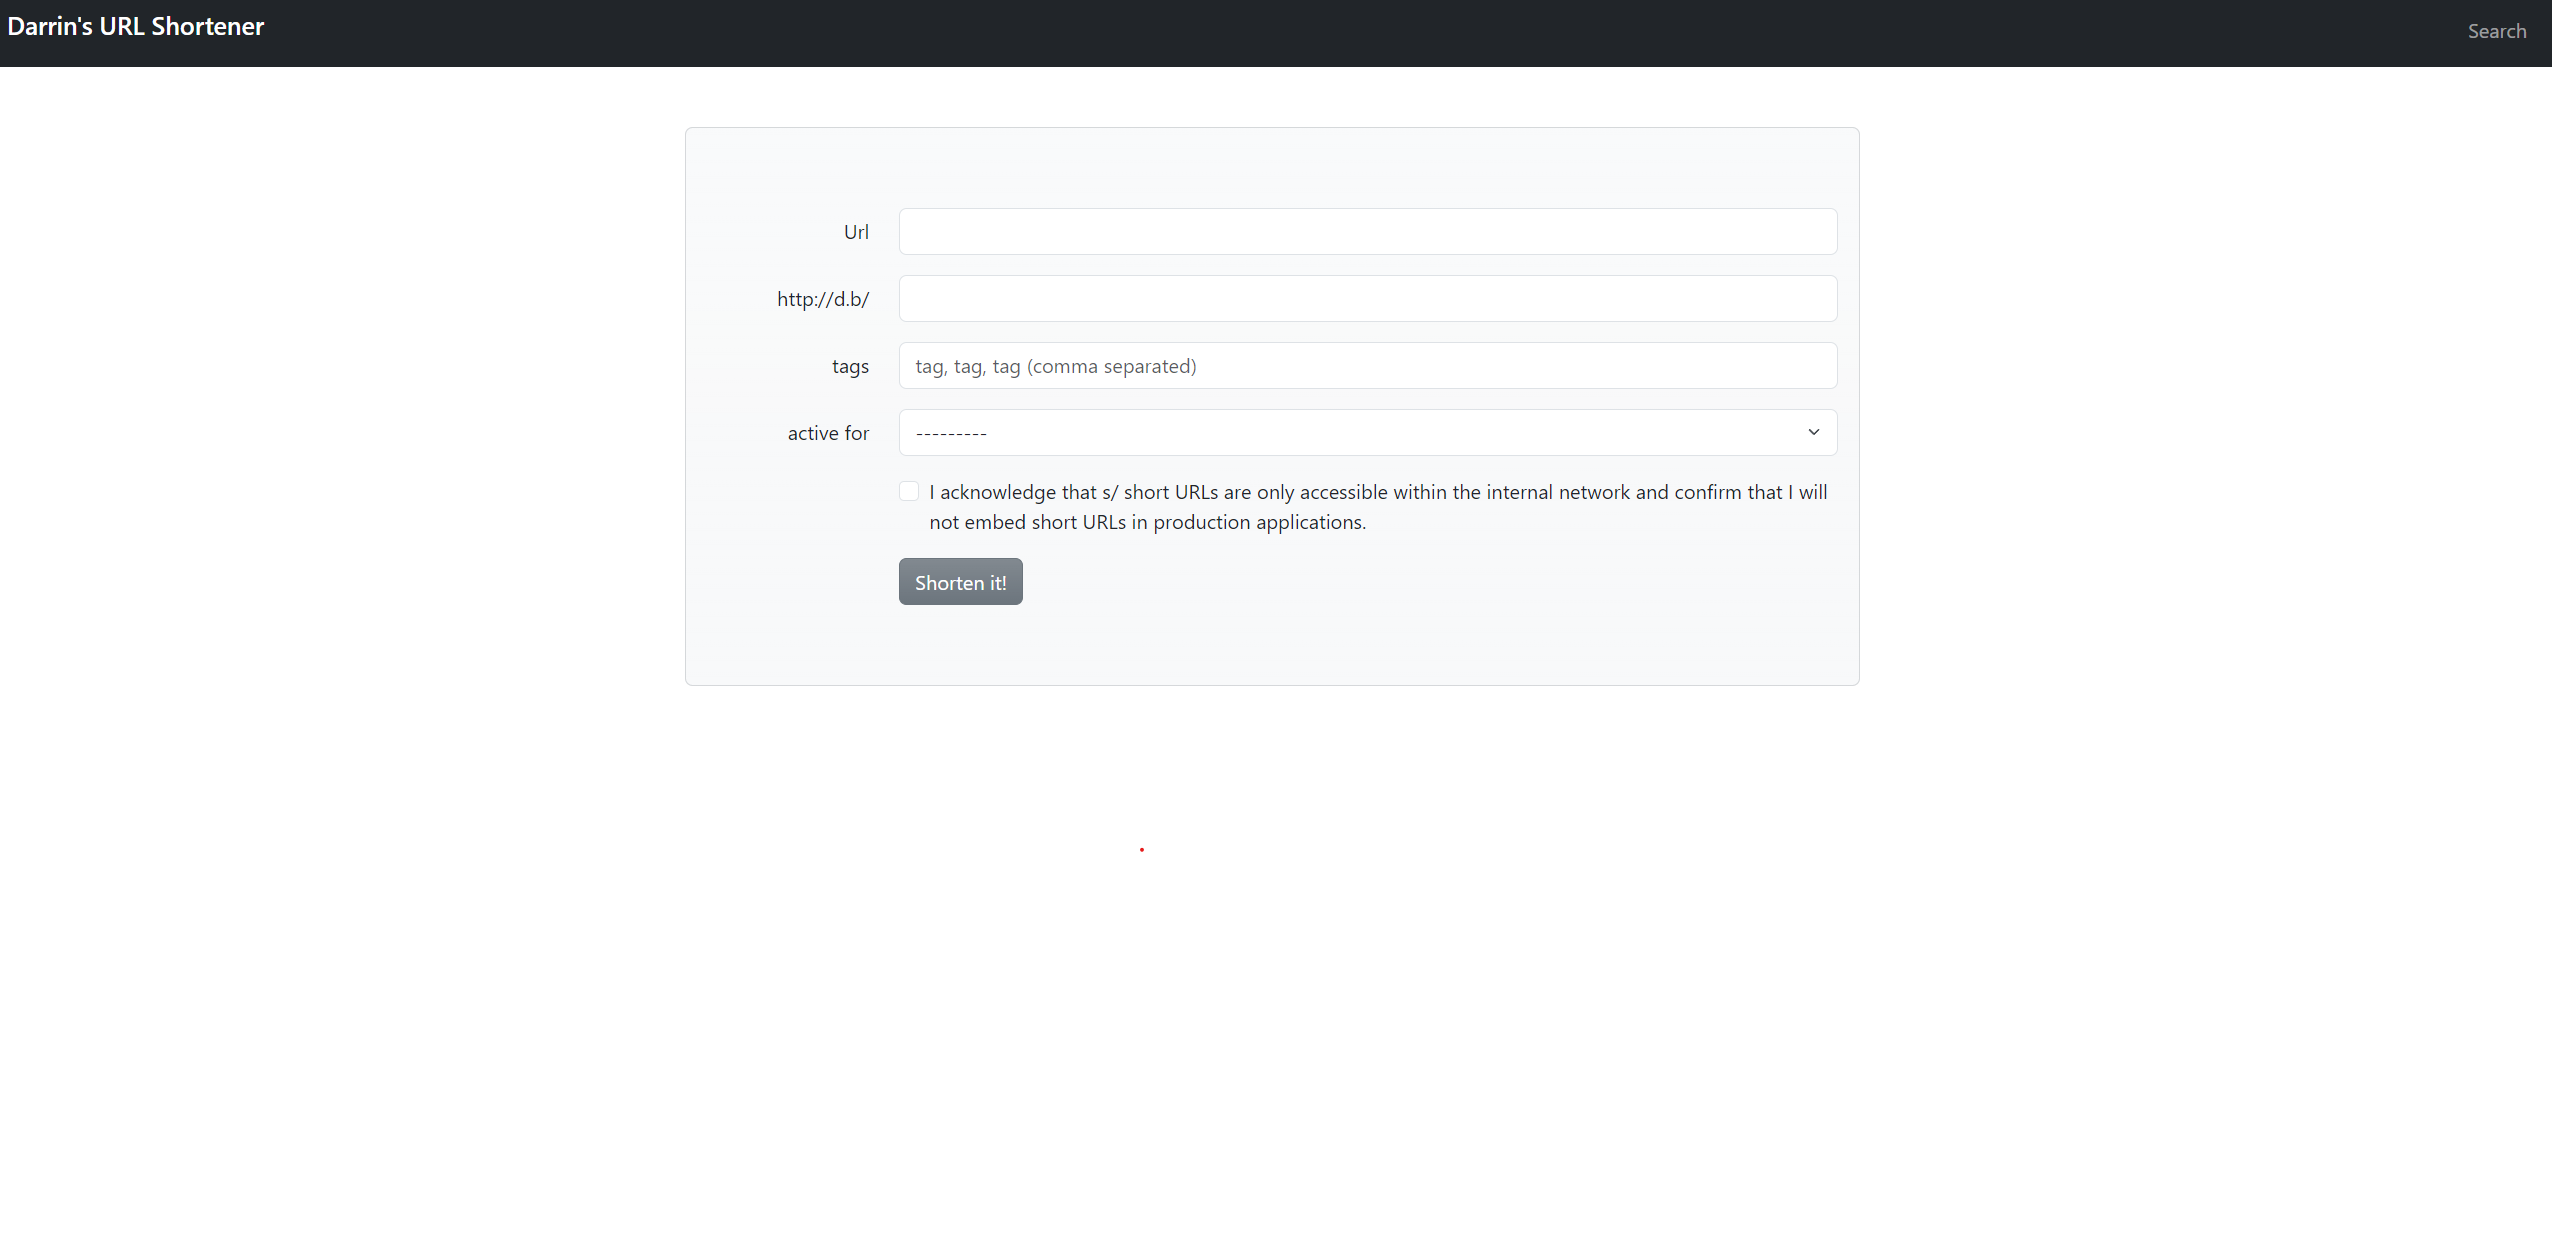 Darrin's URL Shortener
Search
Url
http://d.b/
tags
tag, tag, tag (comma separated)
active for
---------
I acknowledge that s/ short URLs are only accessible within the internal network and confirm that I will
not embed short URLs in production applications.
Shorten it!